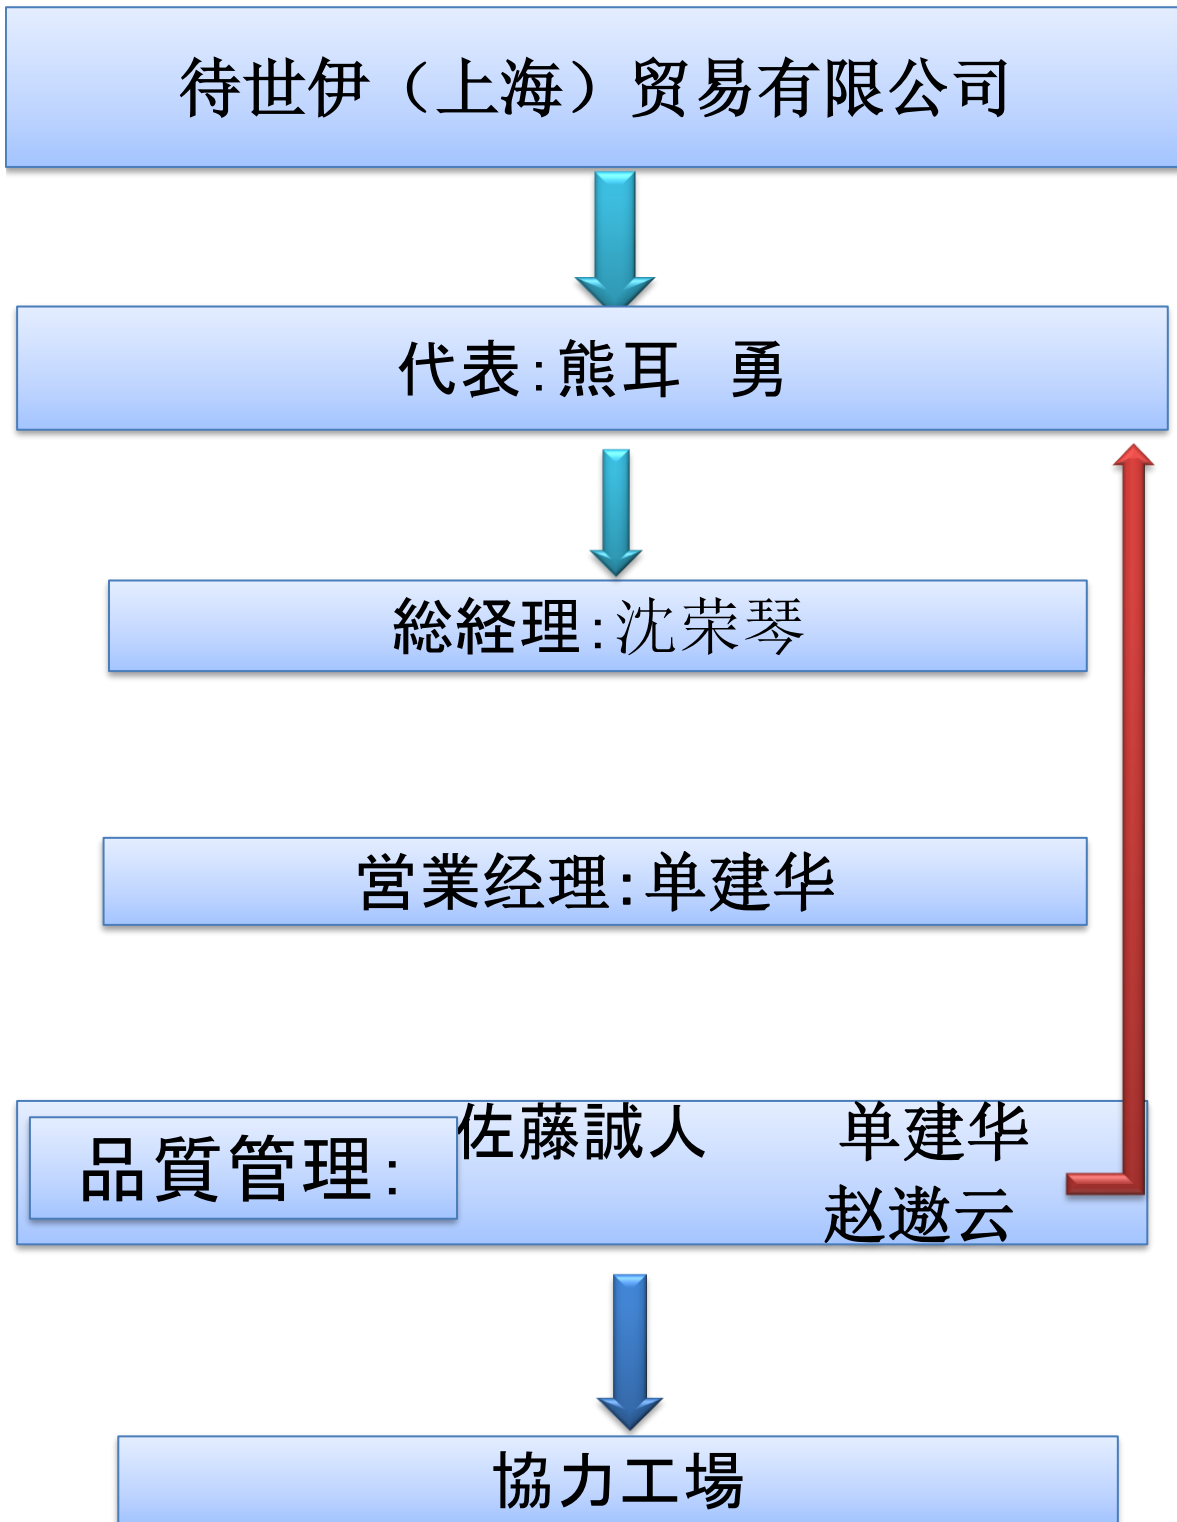 待世伊（上海）贸易有限公司
代表：熊耳　勇
総経理：沈荣琴
営業经理：单建华
品質管理：
佐藤誠人　　单建华
赵遨云
協力工場